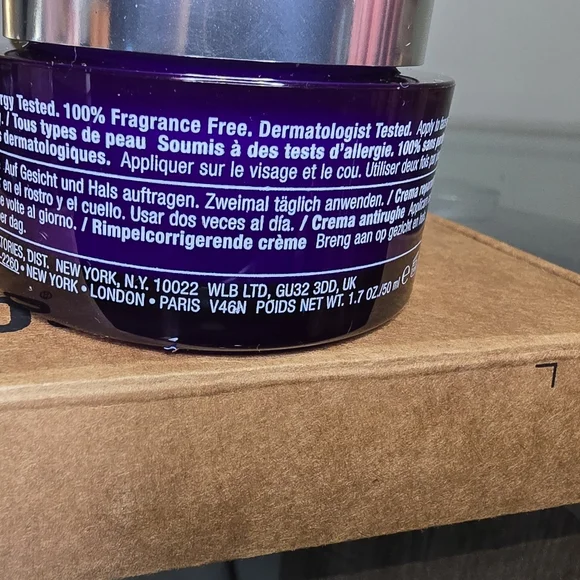 rgy Tested. 100% Fragrance Free. Dermatologist Tested. Apply to
. / Tous types de peau Soumis à des tests d'allergie. 100% sans
s dermatologiques. Appliquer sur le visage et le cou. Utiliser deux fois par
Auf Gesicht und Hals auftragen. Zweimal täglich anwenden. / Crema
r en el rostro y el cuello. Usar dos veces al día. / Crema antirughe
e volte al giorno. / Rimpelcorrigerende crème Breng aan op gezicht en
er dag.
TORIES, DIST. NEW YORK, N.Y. 10022 WLB LTD, GU32 3DD, UK
-2260 • NEW YORK • LONDON • PARIS V46N POIDS NET WT. 1.7 OZ./50 ml e